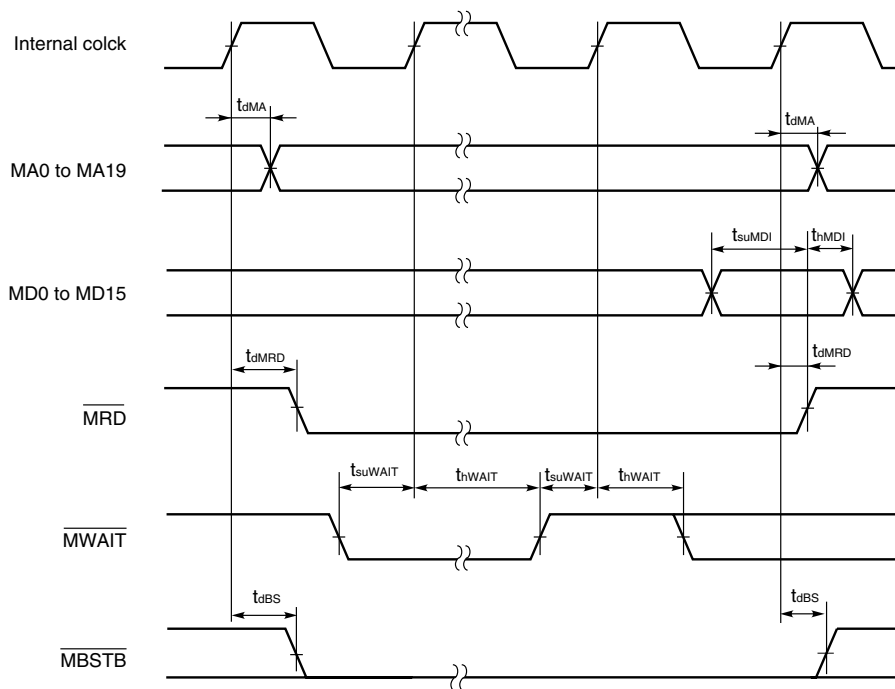 Internal colck
tdMA
tdMA
MA0 to MA19
tsuMDI
thMDI
MD0 to MD15
tdMRD
tdMRD
MRD
tsuWAIT
thWAIT
tsuWAIT
thWAIT
MWAIT
tdBS
tdBS
MBSTB